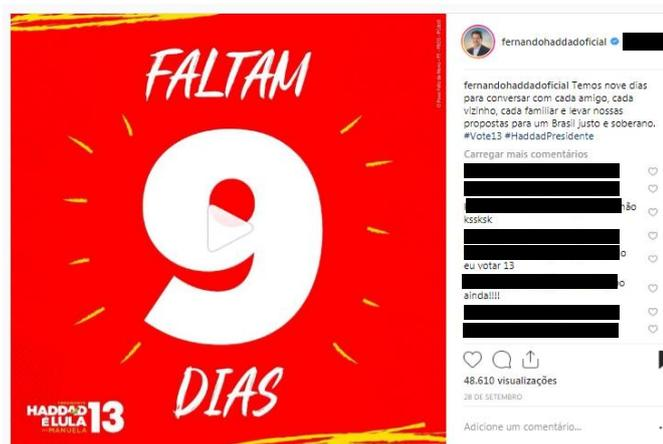 FALTAM
9
DIAS
HADDAD
É LULA
MANUELA
13
fernandohaddadoficial
fernandohaddadoficial Temos nove dias
para conversar com cada amigo, cada
vizinho, cada familiar e levar nossas
propostas para um Brasil justo e soberano.
#Vote13 #HaddadPresidente
Carregar mais comentários
não
kssksk
o
eu votar 13
o
ainda!!!!
48.610 visualizações
28 DE SETEMBRO
Adicione um comentário...